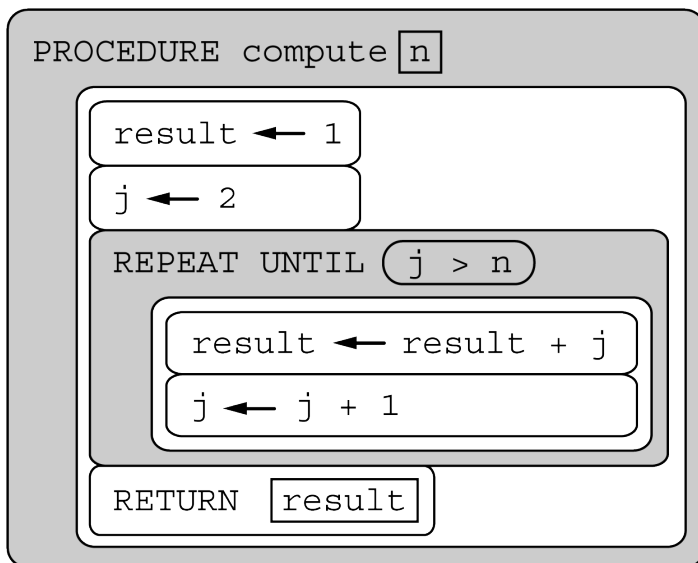 PROCEDURE compute n
result ← 1
j ← 2
REPEAT UNTIL j > n
result ← result + j
j ← j + 1
RETURN result